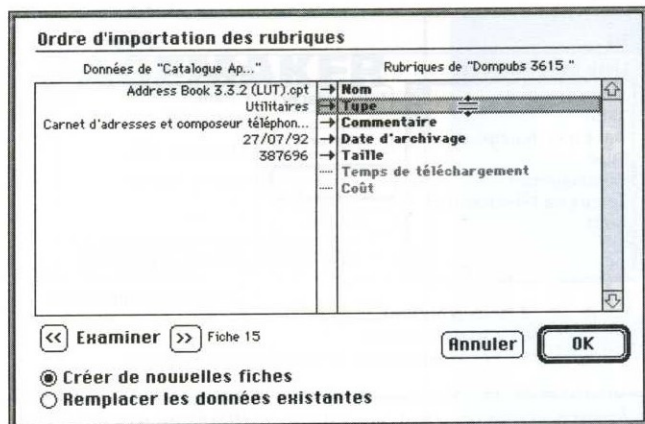 Ordre d'importation des rubriques
Données de "Catalogue Ap..." Rubriques de "Dompubs 3615 "
Address Book 3.3.2 (LUT).cpt → Nom
Utilitaires → Type
Carnet d'adresses et composeur téléphon... → Commentaire
27/07/92 → Date d'archivage
387696 → Taille
Temps de téléchargement
Coût
<< Examiner >> Fiche 15
Annuler OK
Créer de nouvelles fiches
Remplacer les données existantes